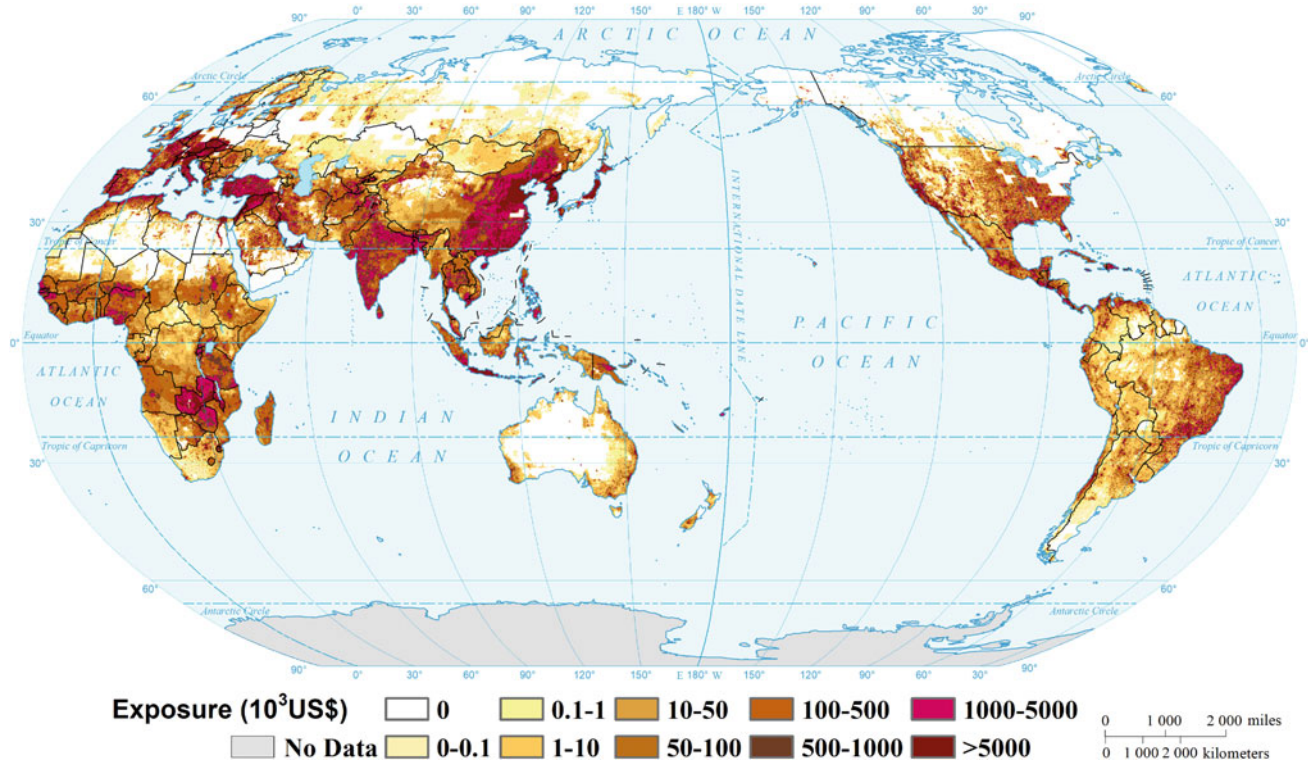 90° 0° 30° 60° 90° 120° 150° E 180° W 150° 120° 90° 60° 30° 90°
ARCTIC OCEAN
Arctic Circle
Arctic Circle
60°
60°
INTERNATIONAL DATE LINE
30°
30°
Tropic of Cancer
Tropic of Cancer
ATLANTIC
OCEAN
PACIFIC
OCEAN
Equator
Equator
0°
0°
ATLANTIC
OCEAN
INDIAN
OCEAN
Tropic of Capricorn
Tropic of Capricorn
30°
30°
60°
60°
Antarctic Circle
Antarctic Circle
90° 0° 30° 60° 90° 120° 150° E 180° W 150° 120° 90° 60° 30° 90°
Exposure (10³US$) 0 0.1-1 10-50 100-500 1000-5000
No Data 0-0.1 1-10 50-100 500-1000 >5000
0 1 000 2 000 miles
0 1 000 2 000 kilometers